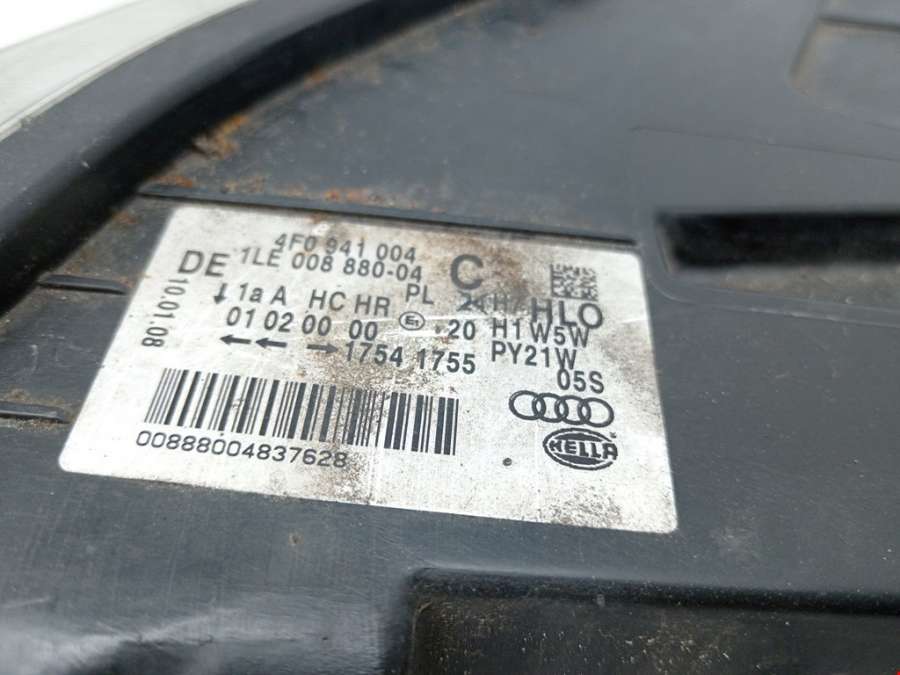 4F0 941 004
DE 1LE 008 880-04 C
10.01.08
1a A HC HR PL HLO
01 02 00 00 E1 20 H1 W5W
1754 1755 PY21W
05S
00888004837628
HELLA